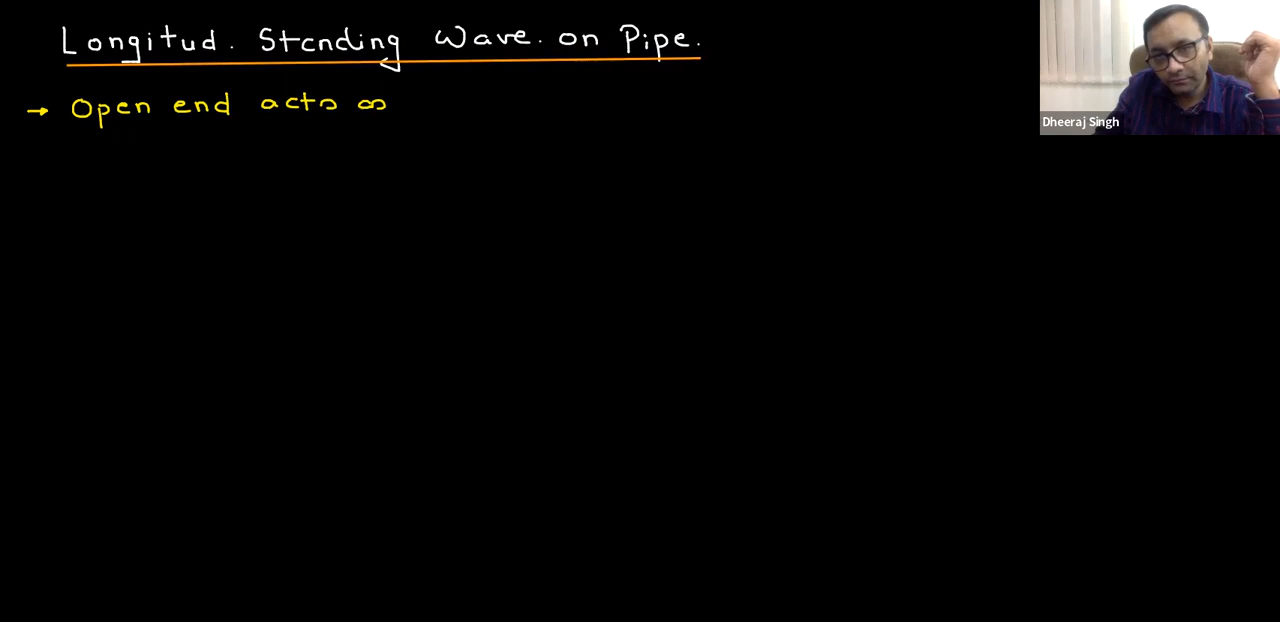 Longitud. Standing Wave. on Pipe.
→ Open end acts as
Dheeraj Singh